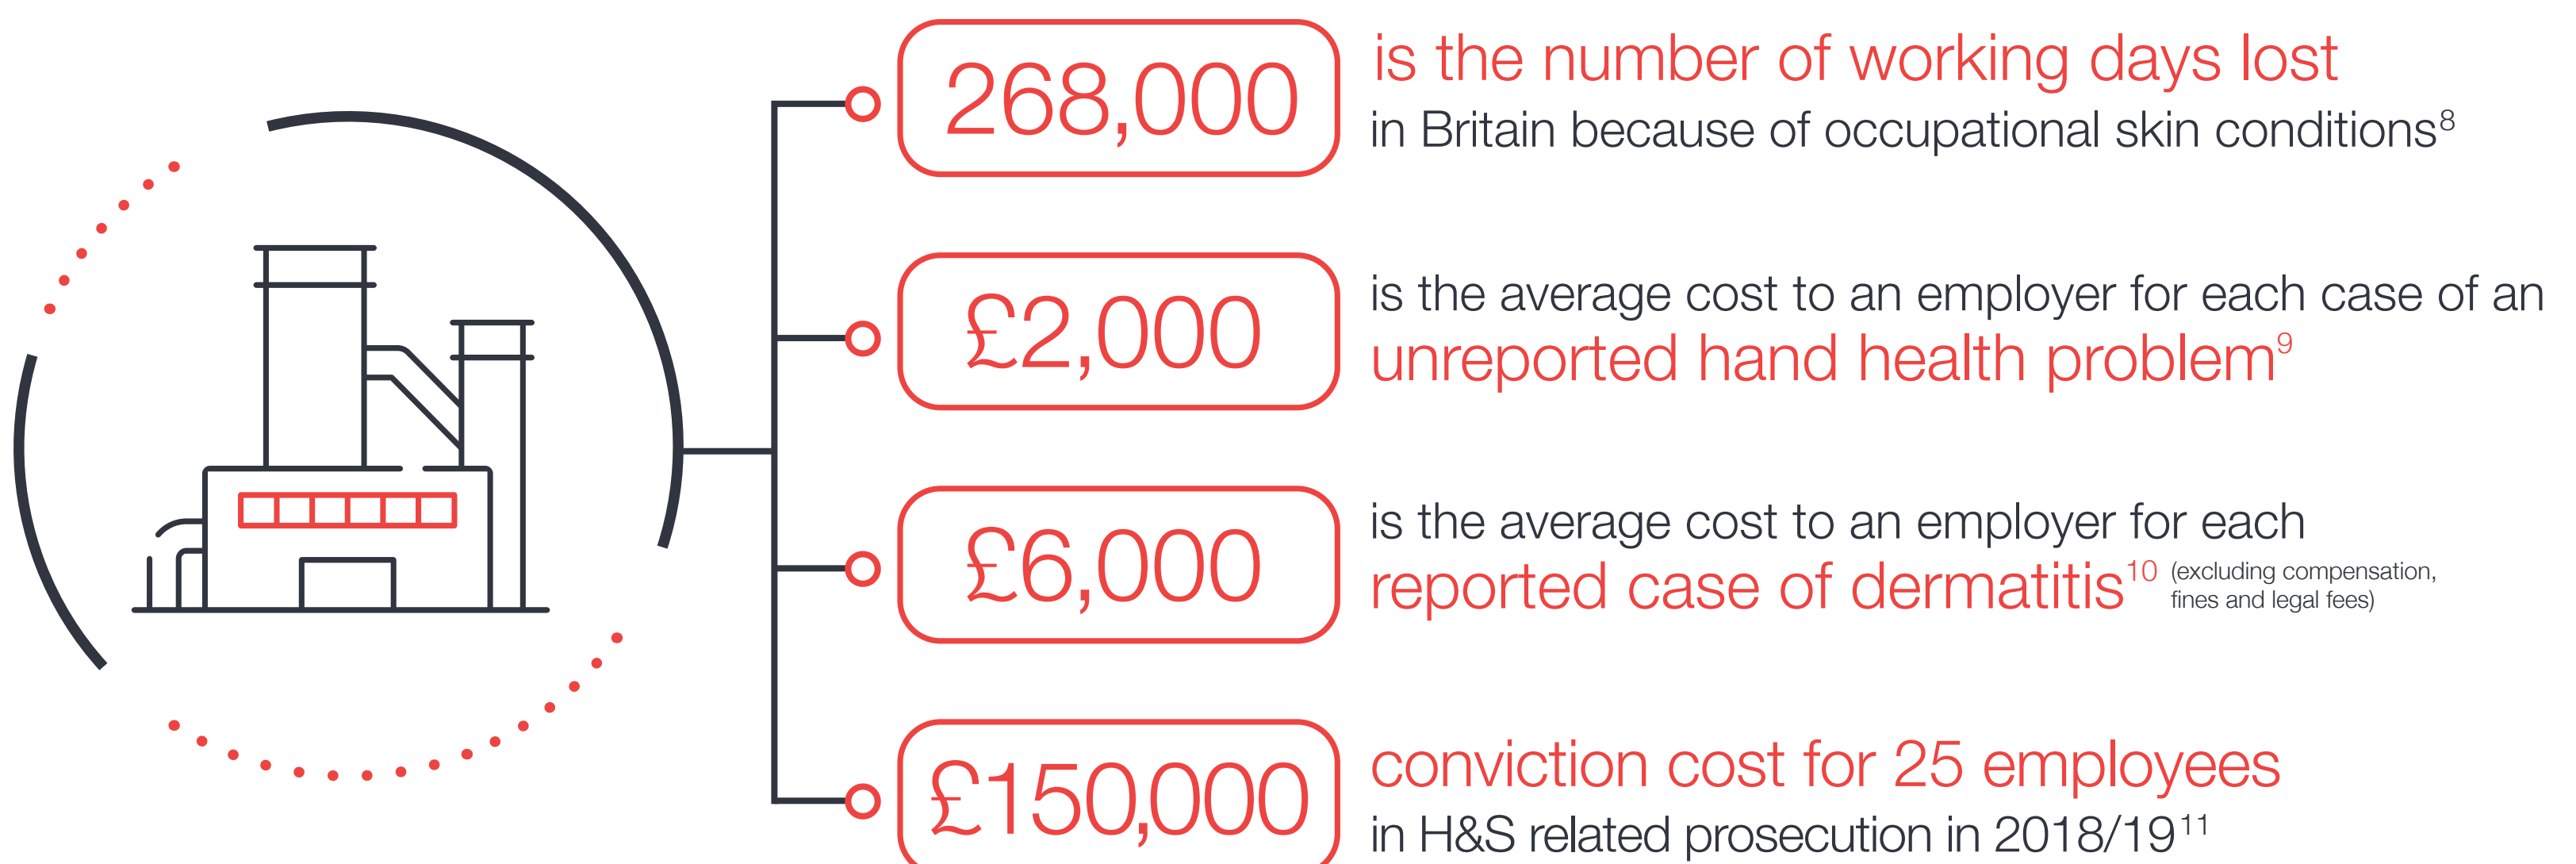 268,000
is the number of working days lost
in Britain because of occupational skin conditions⁸
£2,000
is the average cost to an employer for each case of an
unreported hand health problem⁹
£6,000
is the average cost to an employer for each
reported case of dermatitis¹⁰ (excluding compensation,
fines and legal fees)
£150,000
conviction cost for 25 employees
in H&S related prosecution in 2018/19¹¹